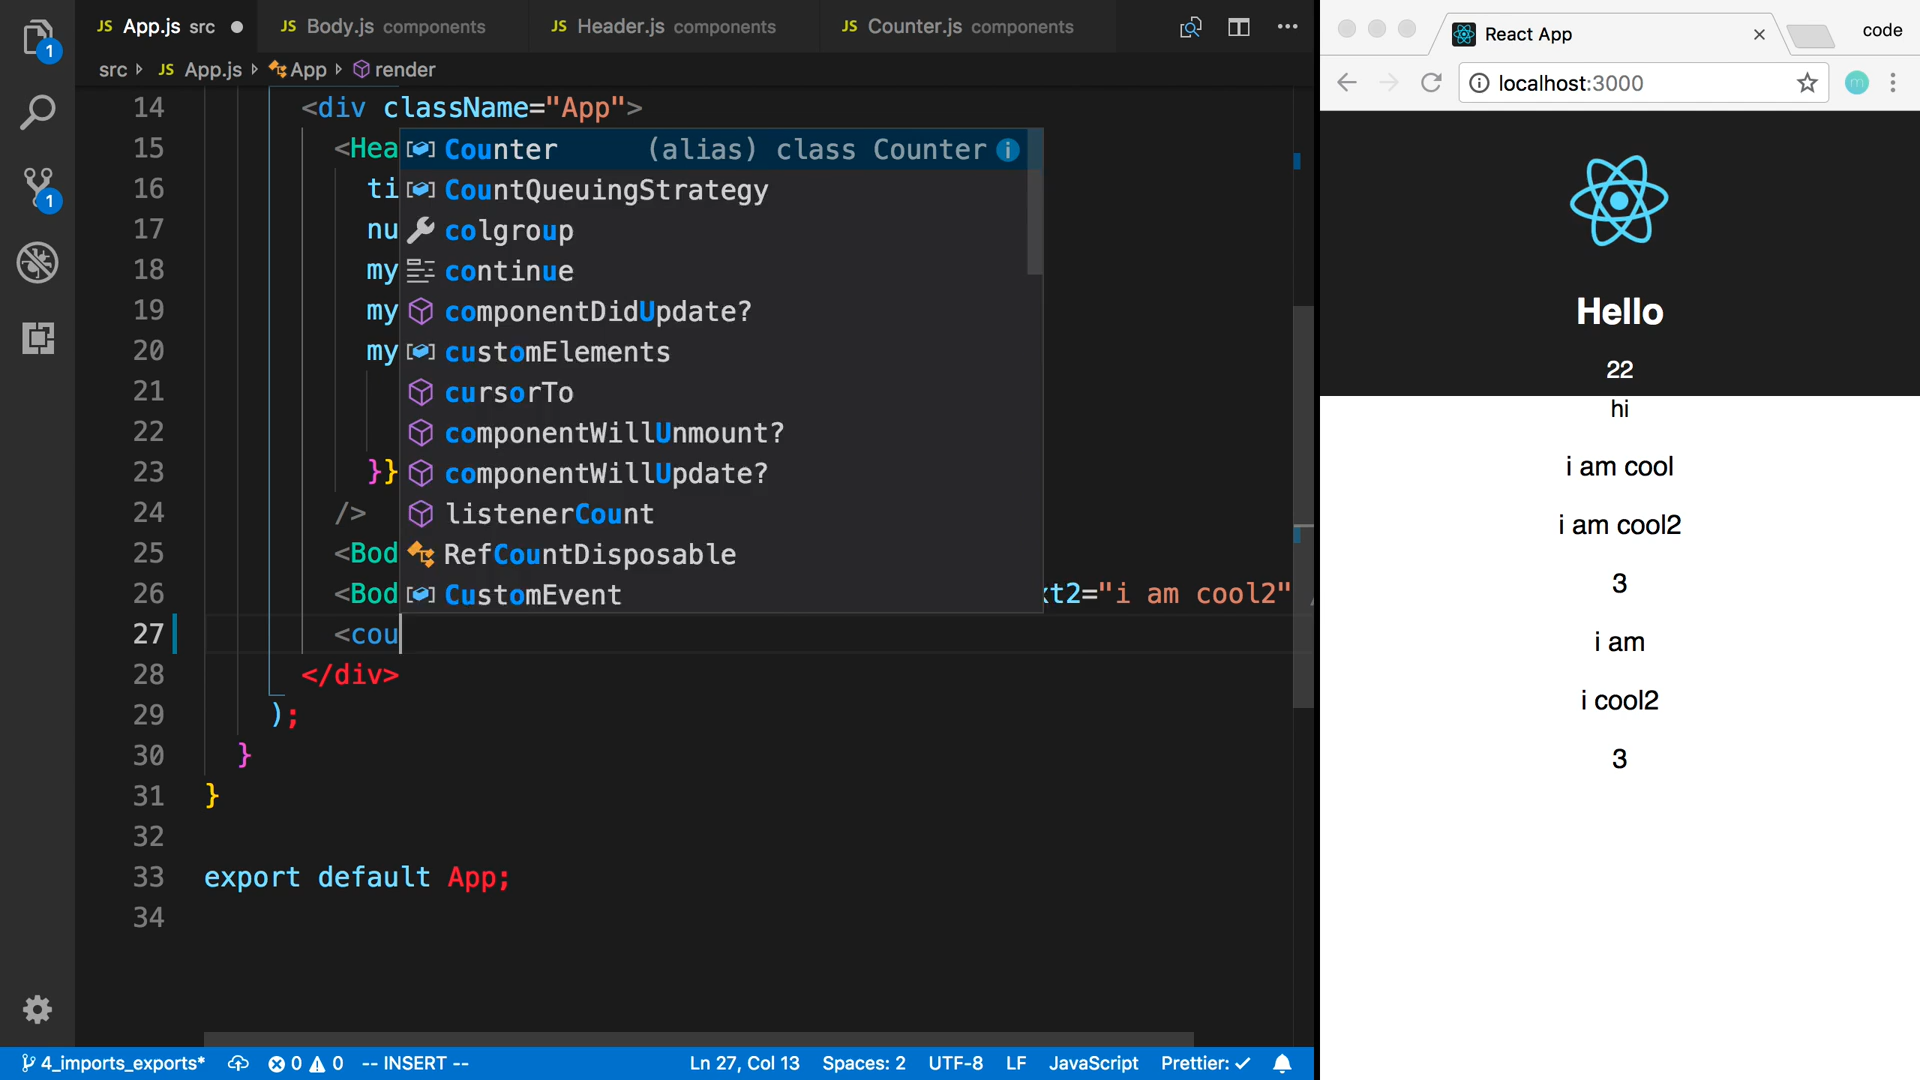 JS App.js src
JS Body.js components
JS Header.js components
JS Counter.js components
src JS App.js App render
1
1
14 <div className="App">
15 <Hea
16 ti
17 nu
18 my
19 my
20 my
21
22
23 }}
24 />
25 <Bod
26 <Bod xt2="i am cool2" /
27 <cou
28 </div>
29 );
30 }
31 }
32
33 export default App;
34
Counter (alias) class Counter
CountQueuingStrategy
colgroup
continue
componentDidUpdate?
customElements
cursorTo
componentWillUnmount?
componentWillUpdate?
listenerCount
RefCountDisposable
CustomEvent
4_imports_exports* 0 0 -- INSERT -- Ln 27, Col 13 Spaces: 2 UTF-8 LF JavaScript Prettier: ✓
React App
code
localhost:3000
m
Hello
22
hi
i am cool
i am cool2
3
i am
i cool2
3